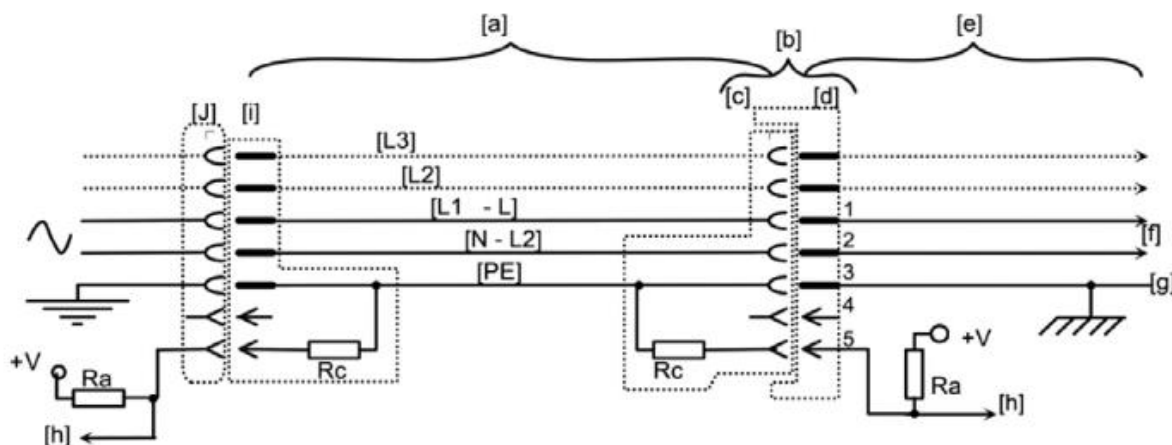 [a] [b] [e]
[J] [i] [c] [d]
[L3]
[L2]
[L1 - L] 1
[N - L2] 2 [f]
[PE] 3 [g]
4
5
+V Ra Rc Rc +V Ra
[h] [h]